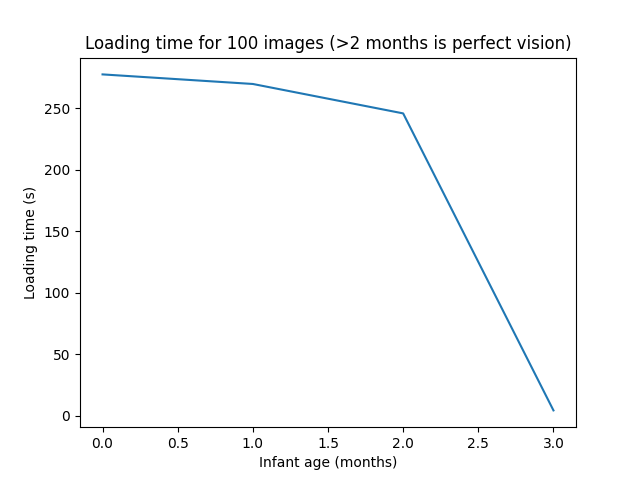 Loading time for 100 images (>2 months is perfect vision)
Loading time (s)
250
200
150
100
50
0
0.0 0.5 1.0 1.5 2.0 2.5 3.0
Infant age (months)